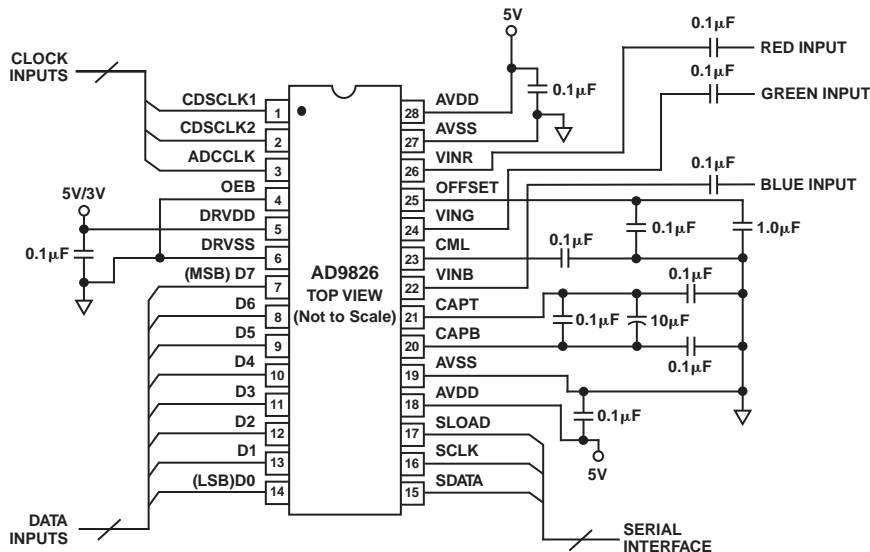 CLOCK
INPUTS
5V
0.1μF
RED INPUT
0.1μF
GREEN INPUT
0.1μF
BLUE INPUT
0.1μF
CDSCLK1
1
CDSCLK2
2
ADCCLK
3
OEB
4
5V/3V
DRVDD
5
0.1μF
DRVSS
6
(MSB) D7
7
D6
8
D5
9
D4
10
D3
11
D2
12
D1
13
(LSB)D0
14
DATA
INPUTS
AD9826
TOP VIEW
(Not to Scale)
28
AVDD
27
AVSS
26
VINR
25
OFFSET
24
VING
23
CML
22
VINB
21
CAPT
20
CAPB
19
AVSS
18
AVDD
17
SLOAD
16
SCLK
15
SDATA
0.1μF
1.0μF
0.1μF
0.1μF
0.1μF
10μF
0.1μF
0.1μF
5V
SERIAL
INTERFACE